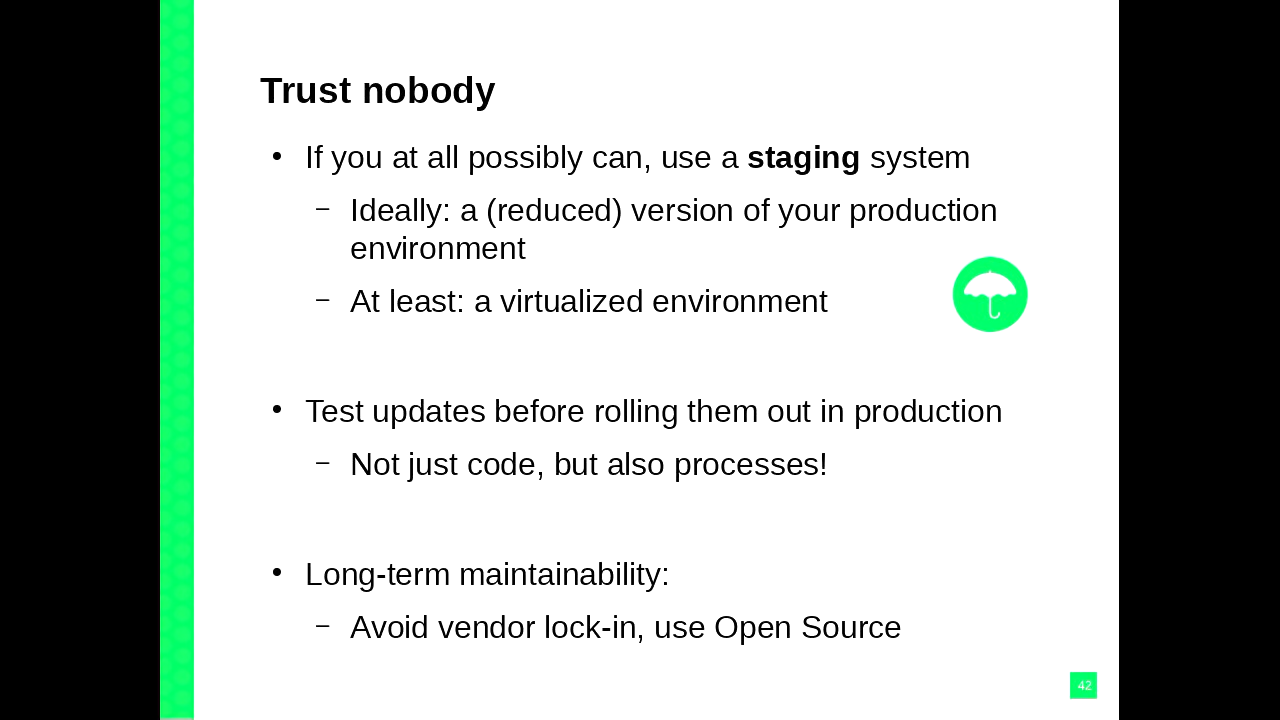 Trust nobody
• If you at all possibly can, use a staging system
– Ideally: a (reduced) version of your production
environment
– At least: a virtualized environment
• Test updates before rolling them out in production
– Not just code, but also processes!
• Long-term maintainability:
– Avoid vendor lock-in, use Open Source
42